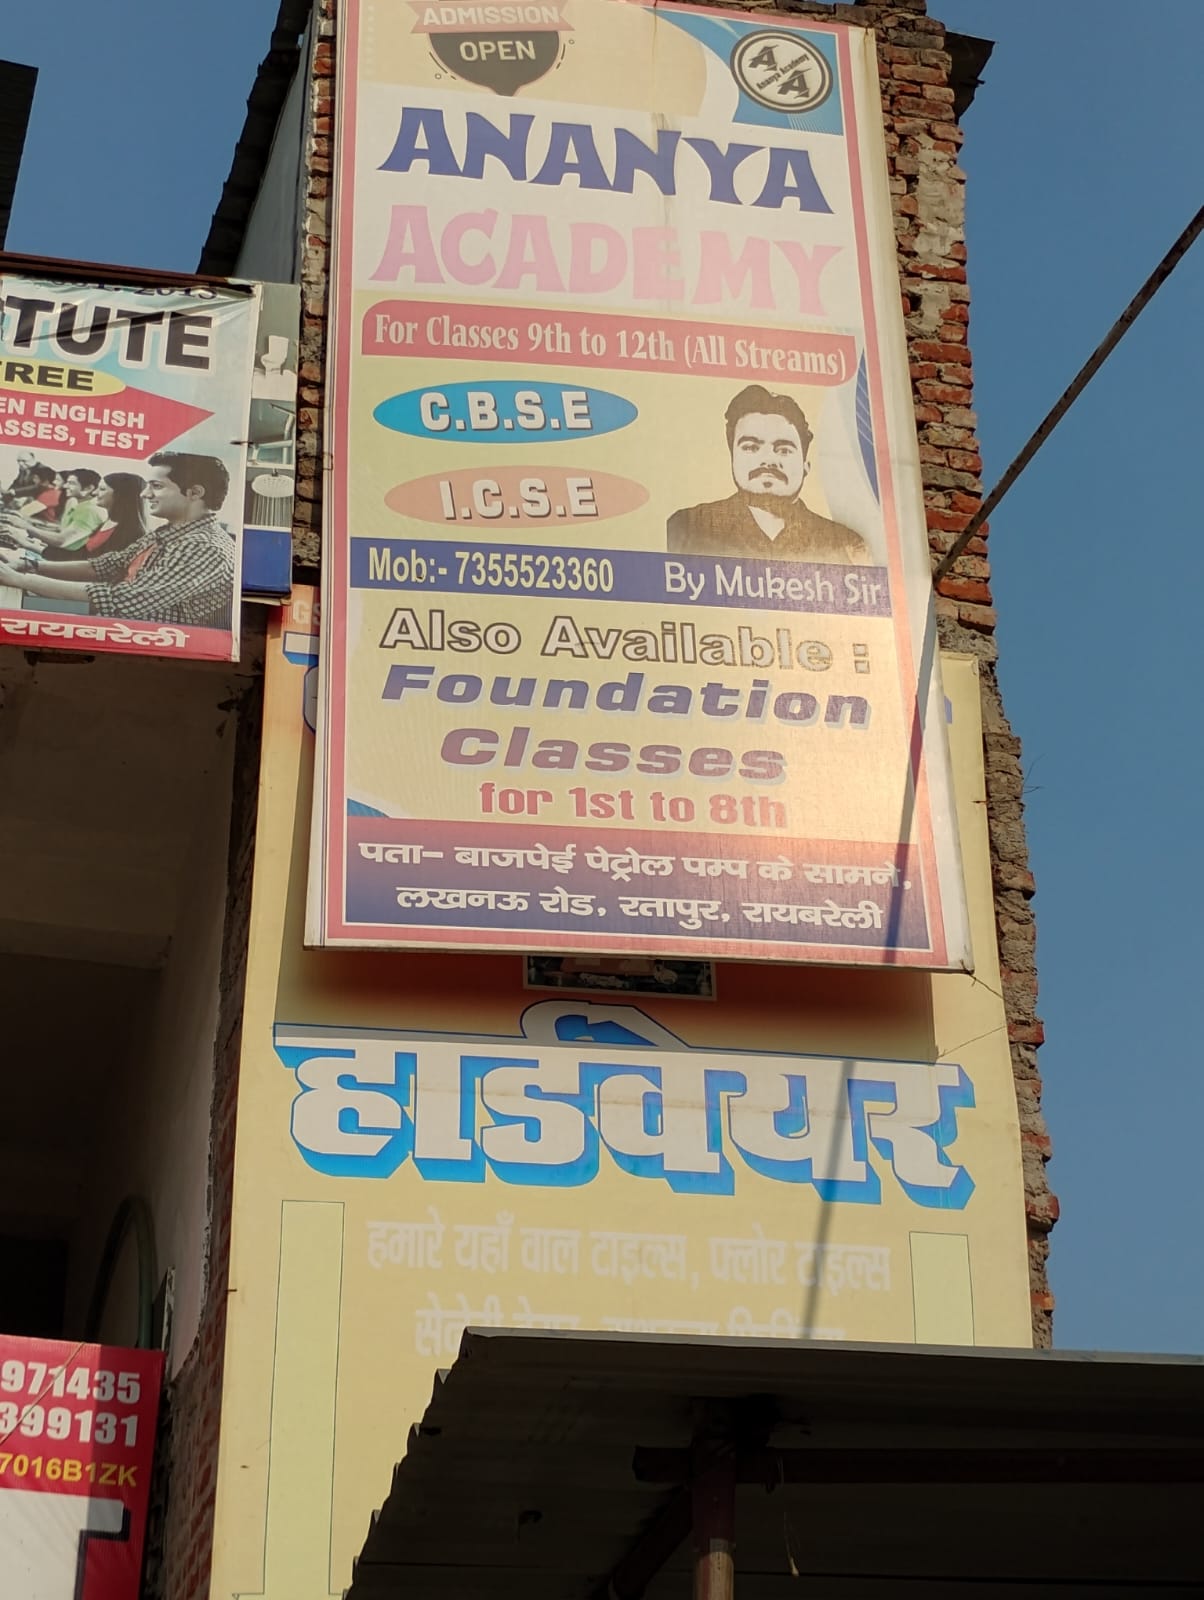 ADMISSION
OPEN
Ananya Academy
ANANYA
ACADEMY
For Classes 9th to 12th (All Streams)
C.B.S.E
I.C.S.E
Mob:- 7355523360 By Mukesh Sir
Also Available :
Foundation
Classes
for 1st to 8th
पता– बाजपेई पेट्रोल पम्प के सामने,
लखनऊ रोड, रतापुर, रायबरेली
TUTE
FREE
EN ENGLISH
ASSES, TEST
रायबरेली
हार्डवेयर
हमारे यहाँ वाल टाइल्स, फ्लोर टाइल्स
971435
399131
7016B1ZK